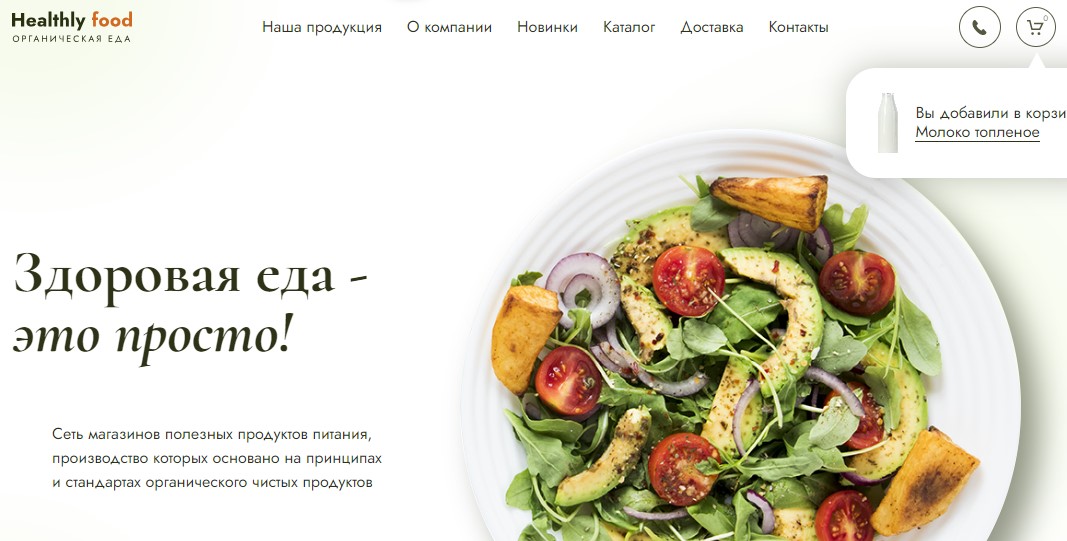 Healthly food
ОРГАНИЧЕСКАЯ ЕДА
Наша продукция О компании Новинки Каталог Доставка Контакты
0
Вы добавили в корзи
Молоко топленое
Здоровая еда -
это просто!
Сеть магазинов полезных продуктов питания,
производство которых основано на принципах
и стандартах органического чистых продуктов